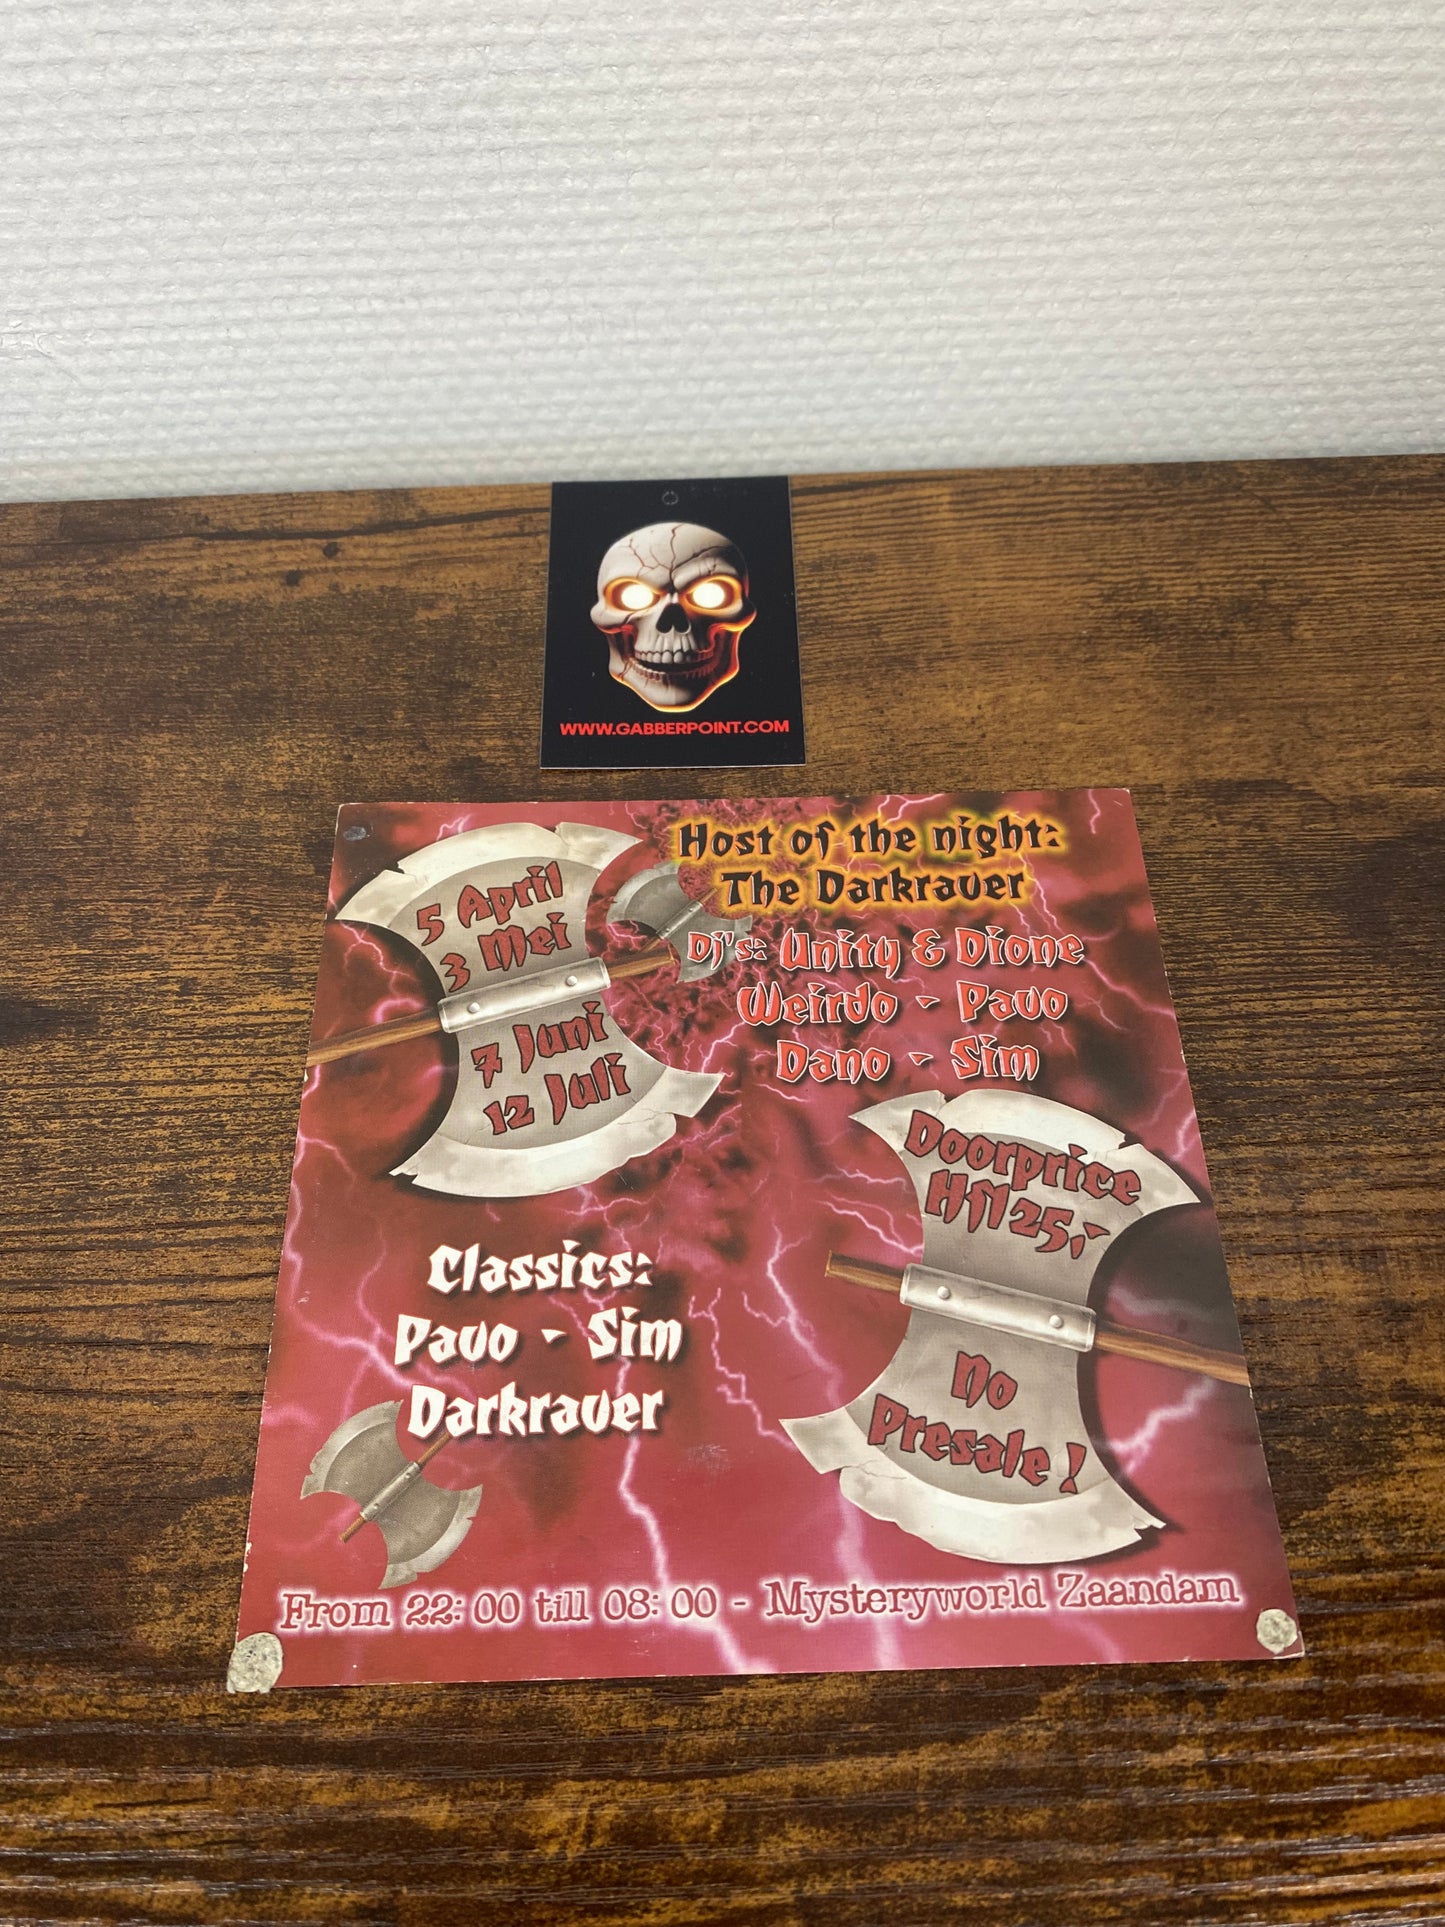 WWW.GABBERPOINT.COM
Host of the night:
The Darkraver
5 April
3 Mei
7 Juni
12 Juli
Dj's: Unity & Dione
Weirdo - Pavo
Dano - Sim
Doorprice
Hfl 25,-
No
Presale!
Classics:
Pavo - Sim
Darkraver
From 22:00 till 08:00 - Mysteryworld Zaandam